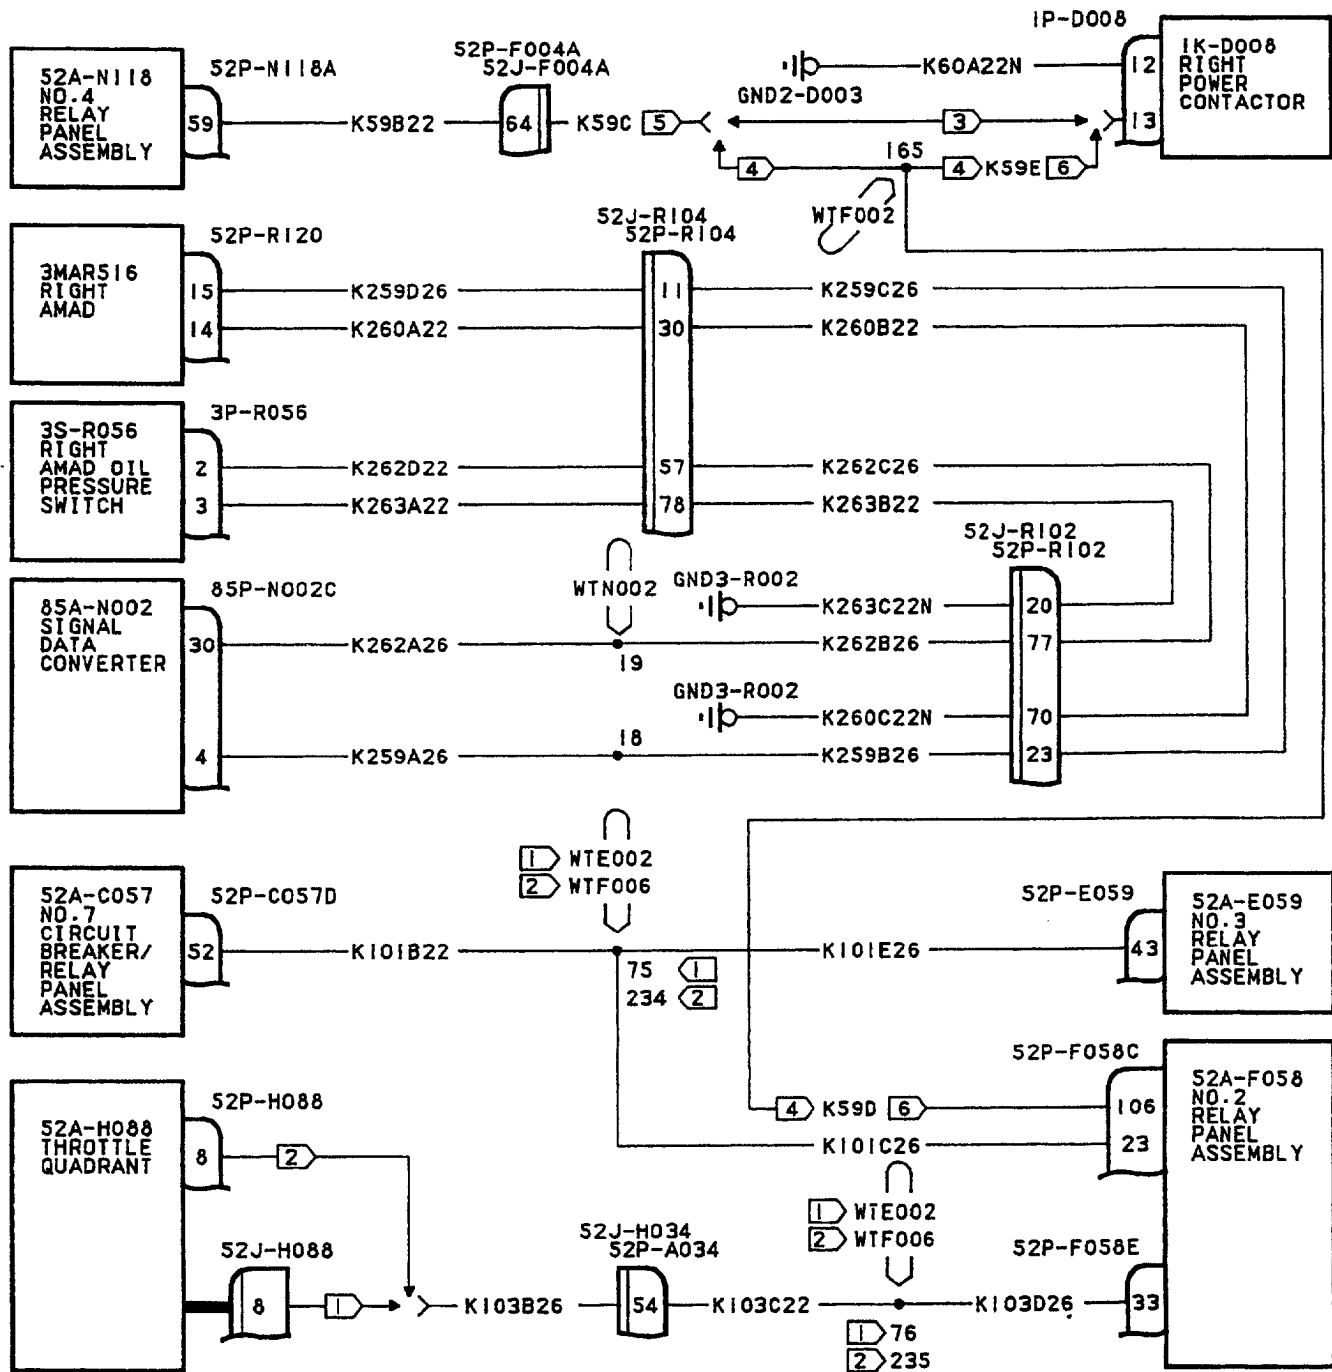 1P-D008
52A-N118
NO.4
RELAY
PANEL
ASSEMBLY
52P-N118A
59
K59B22
52P-F004A
52J-F004A
64
K59C
5
GND2-D003
K60A22N
12
13
1K-D008
RIGHT
POWER
CONTACTOR
3
4
165
4
K59E
6
WTF002
3MAR516
RIGHT
AMAD
52P-R120
15
14
K259D26
K260A22
52J-R104
52P-R104
11
30
K259C26
K260B22
3S-R056
RIGHT
AMAD OIL
PRESSURE
SWITCH
3P-R056
2
3
K262D22
K263A22
57
78
K262C26
K263B22
52J-R102
52P-R102
85A-N002
SIGNAL
DATA
CONVERTER
85P-N002C
30
4
WTN002
GND3-R002
K263C22N
20
K262A26
19
K262B26
77
GND3-R002
K260C22N
70
K259A26
18
K259B26
23
1 WTE002
2 WTF006
52A-C057
NO.7
CIRCUIT
BREAKER/
RELAY
PANEL
ASSEMBLY
52P-C057D
52
K101B22
75 1
234 2
K101E26
52P-E059
43
52A-E059
NO.3
RELAY
PANEL
ASSEMBLY
52P-F058C
4
K59D
6
106
K101C26
23
52A-F058
NO.2
RELAY
PANEL
ASSEMBLY
52A-H088
THROTTLE
QUADRANT
52P-H088
8
2
52J-H088
8
1
K103B26
52J-H034
52P-A034
54
K103C22
1 WTE002
2 WTF006
K103D26
52P-F058E
33
1 76
2 235